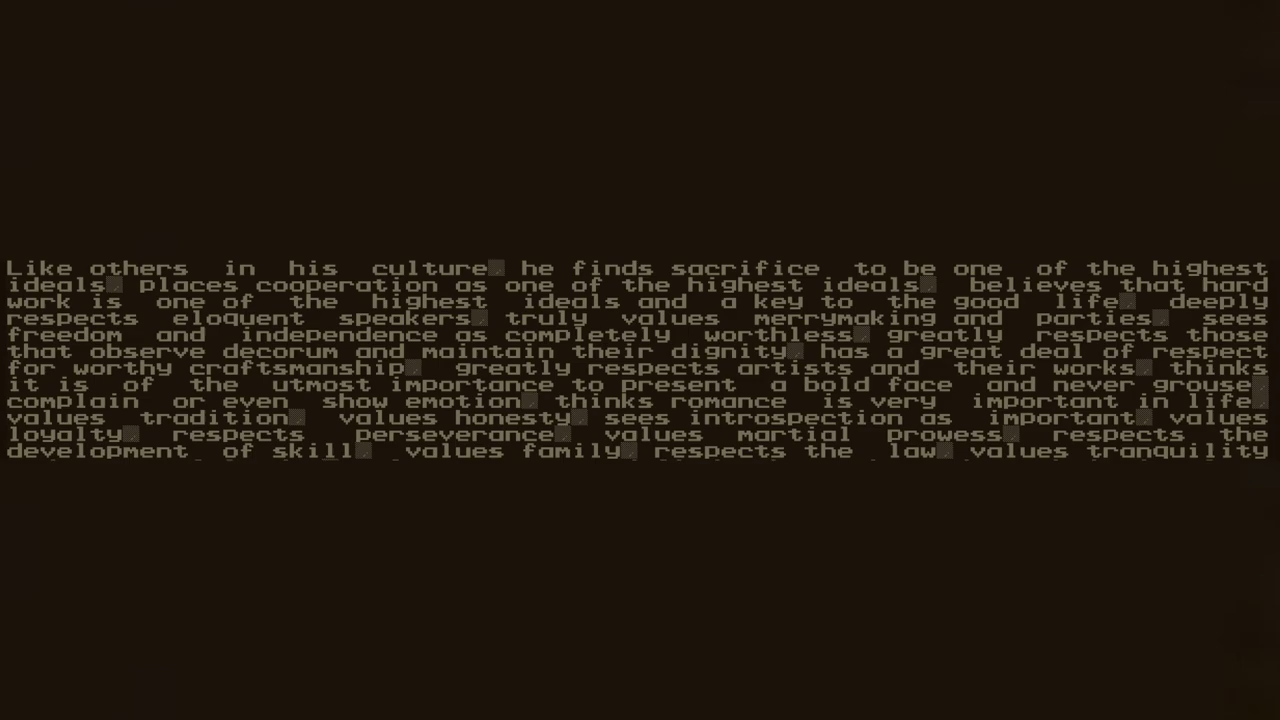 Like others in his culture, he finds sacrifice to be one of the highest
ideals, places cooperation as one of the highest ideals, believes that hard
work is one of the highest ideals and a key to the good life, deeply
respects eloquent speakers, truly values merrymaking and parties, sees
freedom and independence as completely worthless, greatly respects those
that observe decorum and maintain their dignity, has a great deal of respect
for worthy craftsmanship, greatly respects artists and their works, thinks
it is of the utmost importance to present a bold face and never grouse,
complain or even show emotion, thinks romance is very important in life,
values tradition, values honesty, sees introspection as important, values
loyalty, respects perseverance, values martial prowess, respects the
development of skill, values family, respects the law, values tranquility